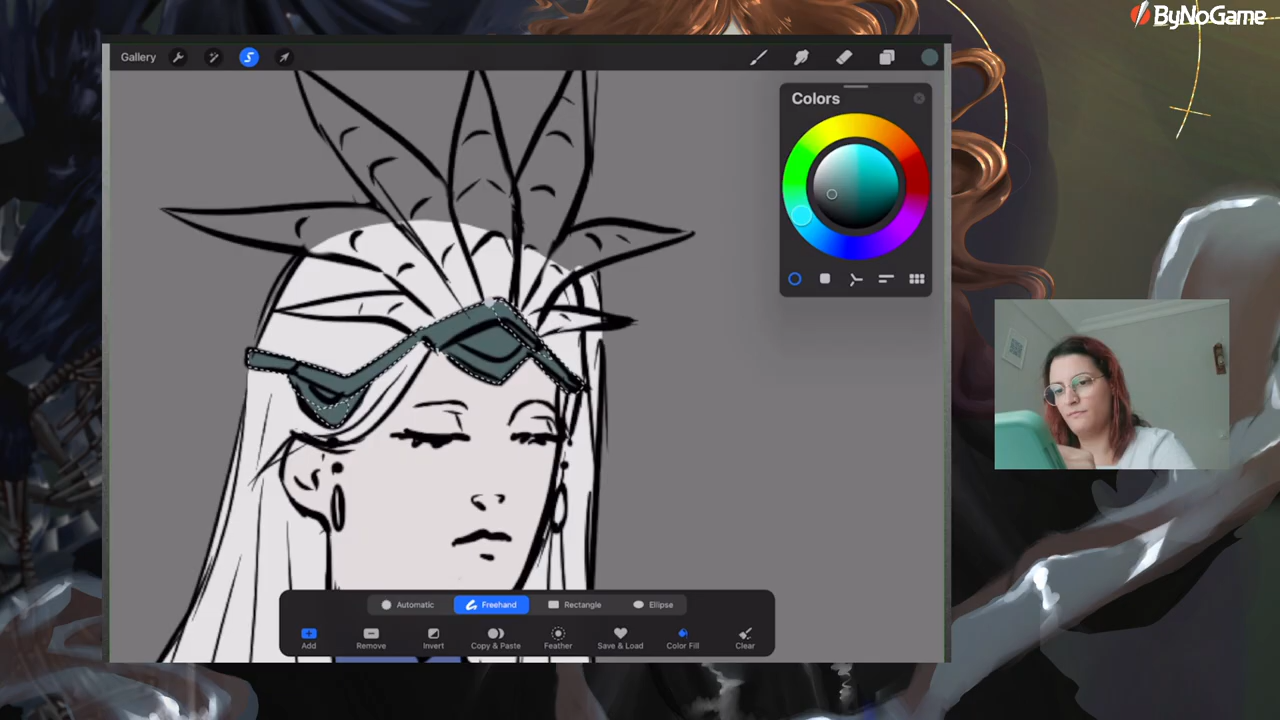 ByNoGame
Gallery
Colors
Automatic Freehand Rectangle Ellipse
Add Remove Invert Copy & Paste Feather Save & Load Color Fill Clear